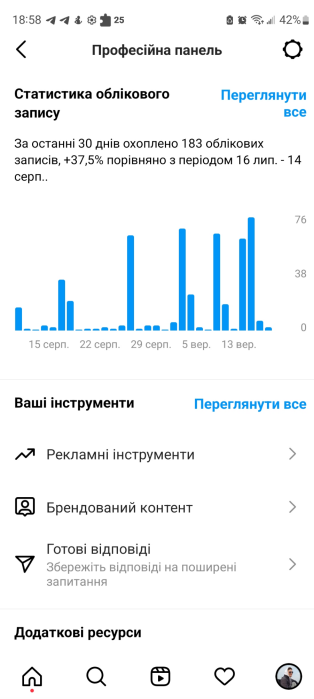 18:58
25
42%
Професійна панель
Статистика облікового
запису
Переглянути
все
За останні 30 днів охоплено 183 облікових
записів, +37,5% порівняно з періодом 16 лип. - 14
серп..
76
38
0
15 серп.
22 серп.
29 серп.
5 вер.
13 вер.
Ваші інструменти
Переглянути все
Рекламні інструменти
Брендований контент
Готові відповіді
Збережіть відповіді на поширені
запитання
Додаткові ресурси